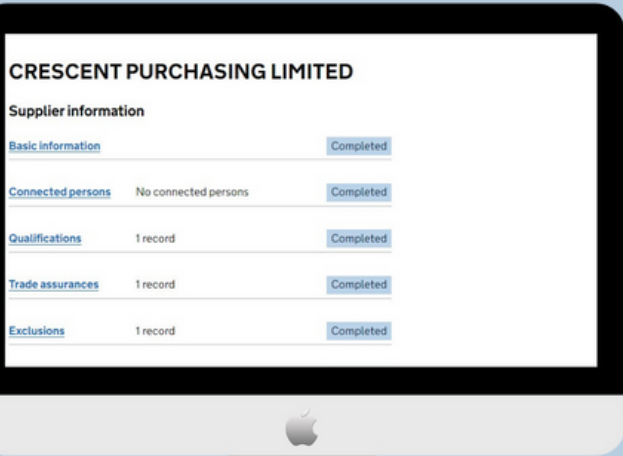 CRESCENT PURCHASING LIMITED
Supplier information
Basic information Completed
Connected persons No connected persons Completed
Qualifications 1 record Completed
Trade assurances 1 record Completed
Exclusions 1 record Completed